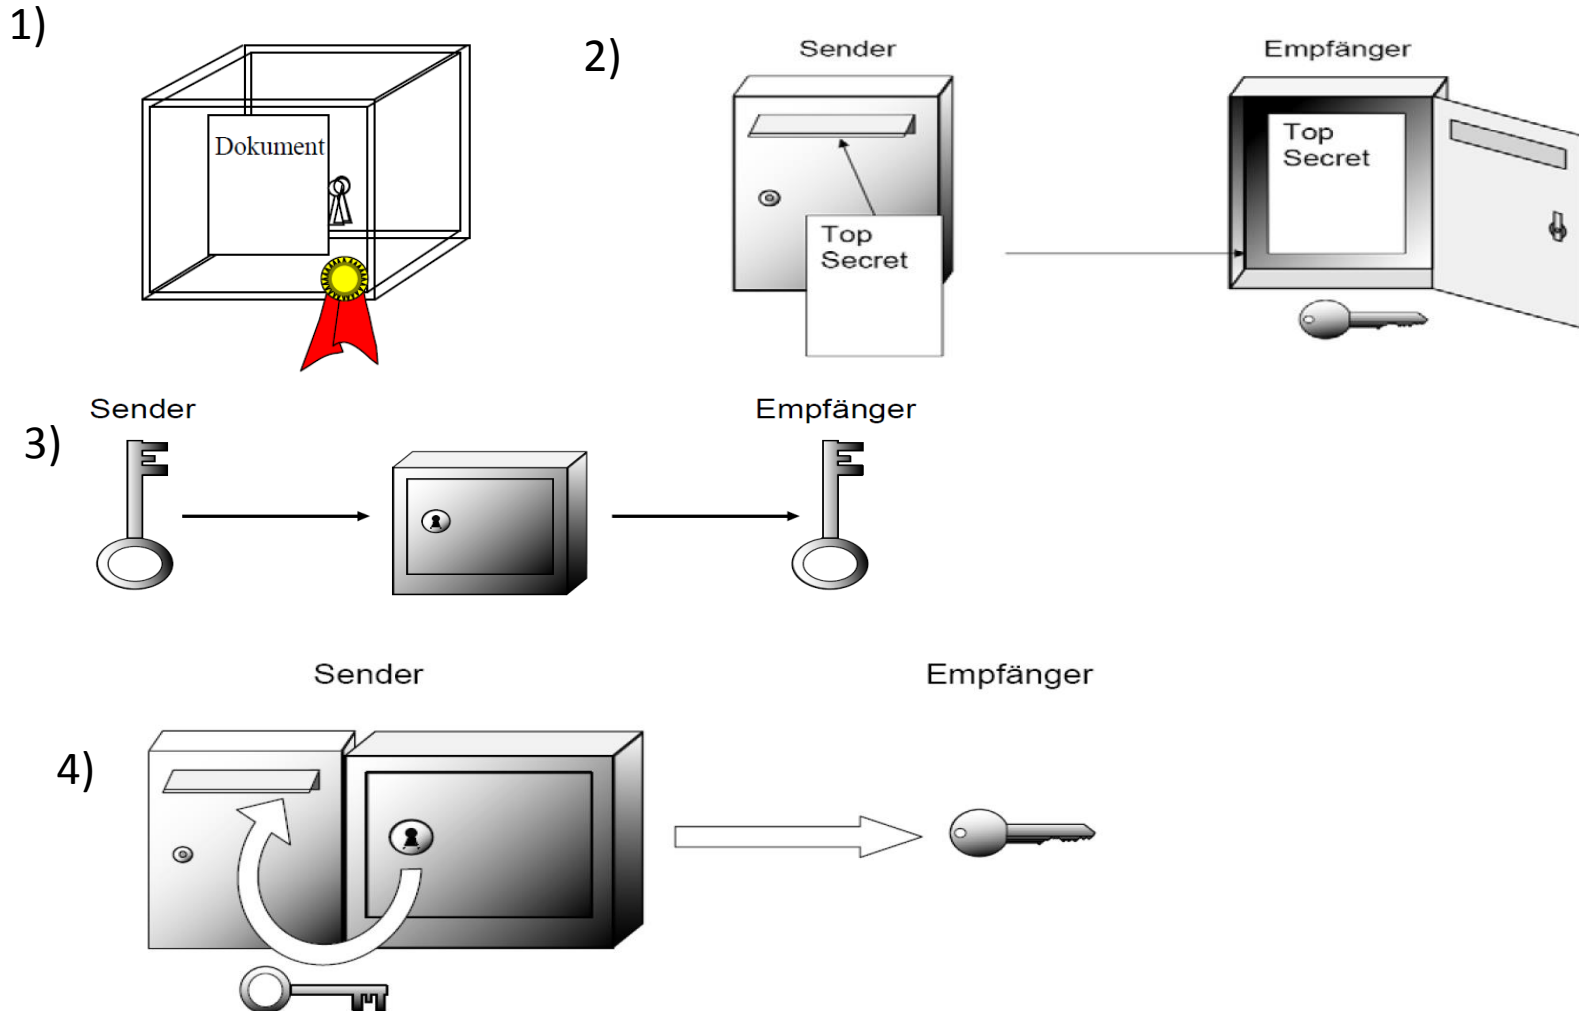 1)
Dokument
2)
Sender
Empfänger
Top
Secret
Top
Secret
3)
Sender
Empfänger
4)
Sender
Empfänger